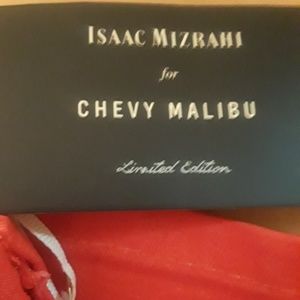 ISAAC MIZRAHI
for
CHEVY MALIBU
Limited Edition